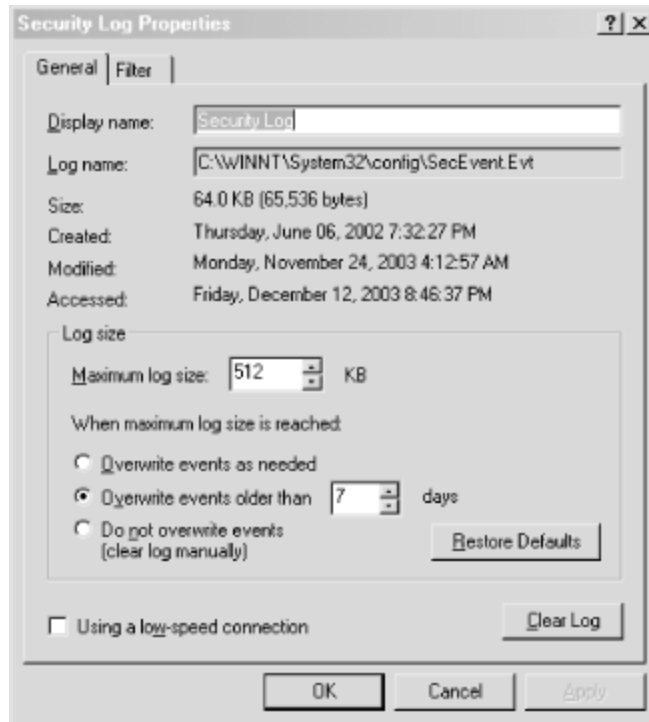 Security Log Properties
General Filter
Display name: Security Log
Log name: C:\WINNT\System32\config\SecEvent.Evt
Size: 64.0 KB (65,536 bytes)
Created: Thursday, June 06, 2002 7:32:27 PM
Modified: Monday, November 24, 2003 4:12:57 AM
Accessed: Friday, December 12, 2003 8:46:37 PM
Log size
Maximum log size: 512 KB
When maximum log size is reached:
Overwrite events as needed
Overwrite events older than 7 days
Do not overwrite events
(clear log manually)
Restore Defaults
Using a low-speed connection
Clear Log
OK Cancel Apply